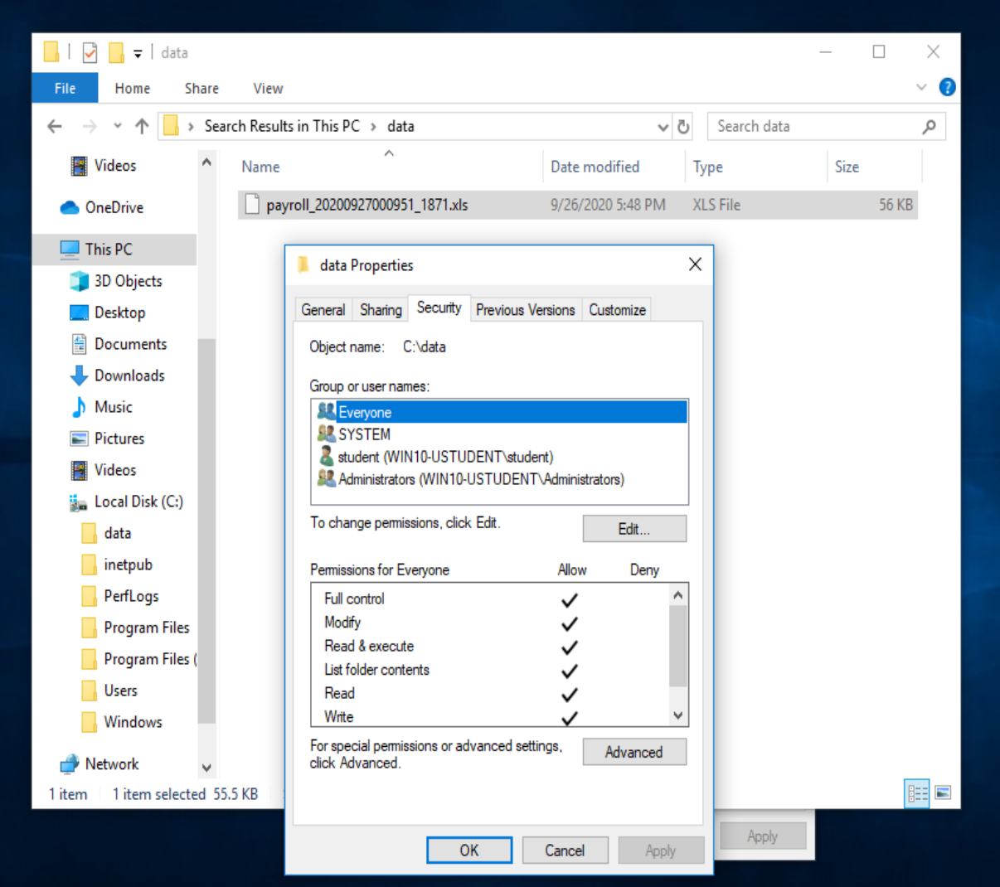 data
File Home Share View
Search Results in This PC data Search data
Name Date modified Type Size
payroll_20200927000951_1871.xls 9/26/2020 5:48 PM XLS File 56 KB
Videos
OneDrive
This PC
3D Objects
Desktop
Documents
Downloads
Music
Pictures
Videos
Local Disk (C:)
data
inetpub
PerfLogs
Program Files
Program Files (
Users
Windows
Network
1 item 1 item selected 55.5 KB
data Properties
General Sharing Security Previous Versions Customize
Object name: C:\data
Group or user names:
Everyone
SYSTEM
student (WIN10-USTUDENT\student)
Administrators (WIN10-USTUDENT\Administrators)
To change permissions, click Edit. Edit...
Permissions for Everyone Allow Deny
Full control
Modify
Read & execute
List folder contents
Read
Write
For special permissions or advanced settings,
click Advanced. Advanced
OK Cancel Apply
Apply